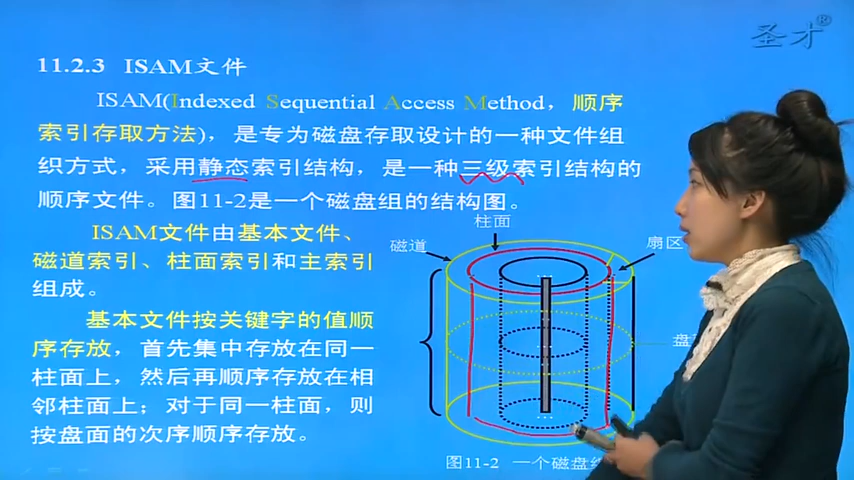 圣才®
11.2.3 ISAM文件
ISAM(Indexed Sequential Access Method，顺序
索引存取方法)，是专为磁盘存取设计的一种文件组
织方式，采用静态索引结构，是一种三级索引结构的
顺序文件。图11-2是一个磁盘组的结构图。
ISAM文件由基本文件、
磁道索引、柱面索引和主索引
组成。
基本文件按关键字的值顺
序存放，首先集中存放在同一
柱面上，然后再顺序存放在相
邻柱面上；对于同一柱面，则
按盘面的次序顺序存放。
柱面
磁道
扇区
盘
图11-2 一个磁盘